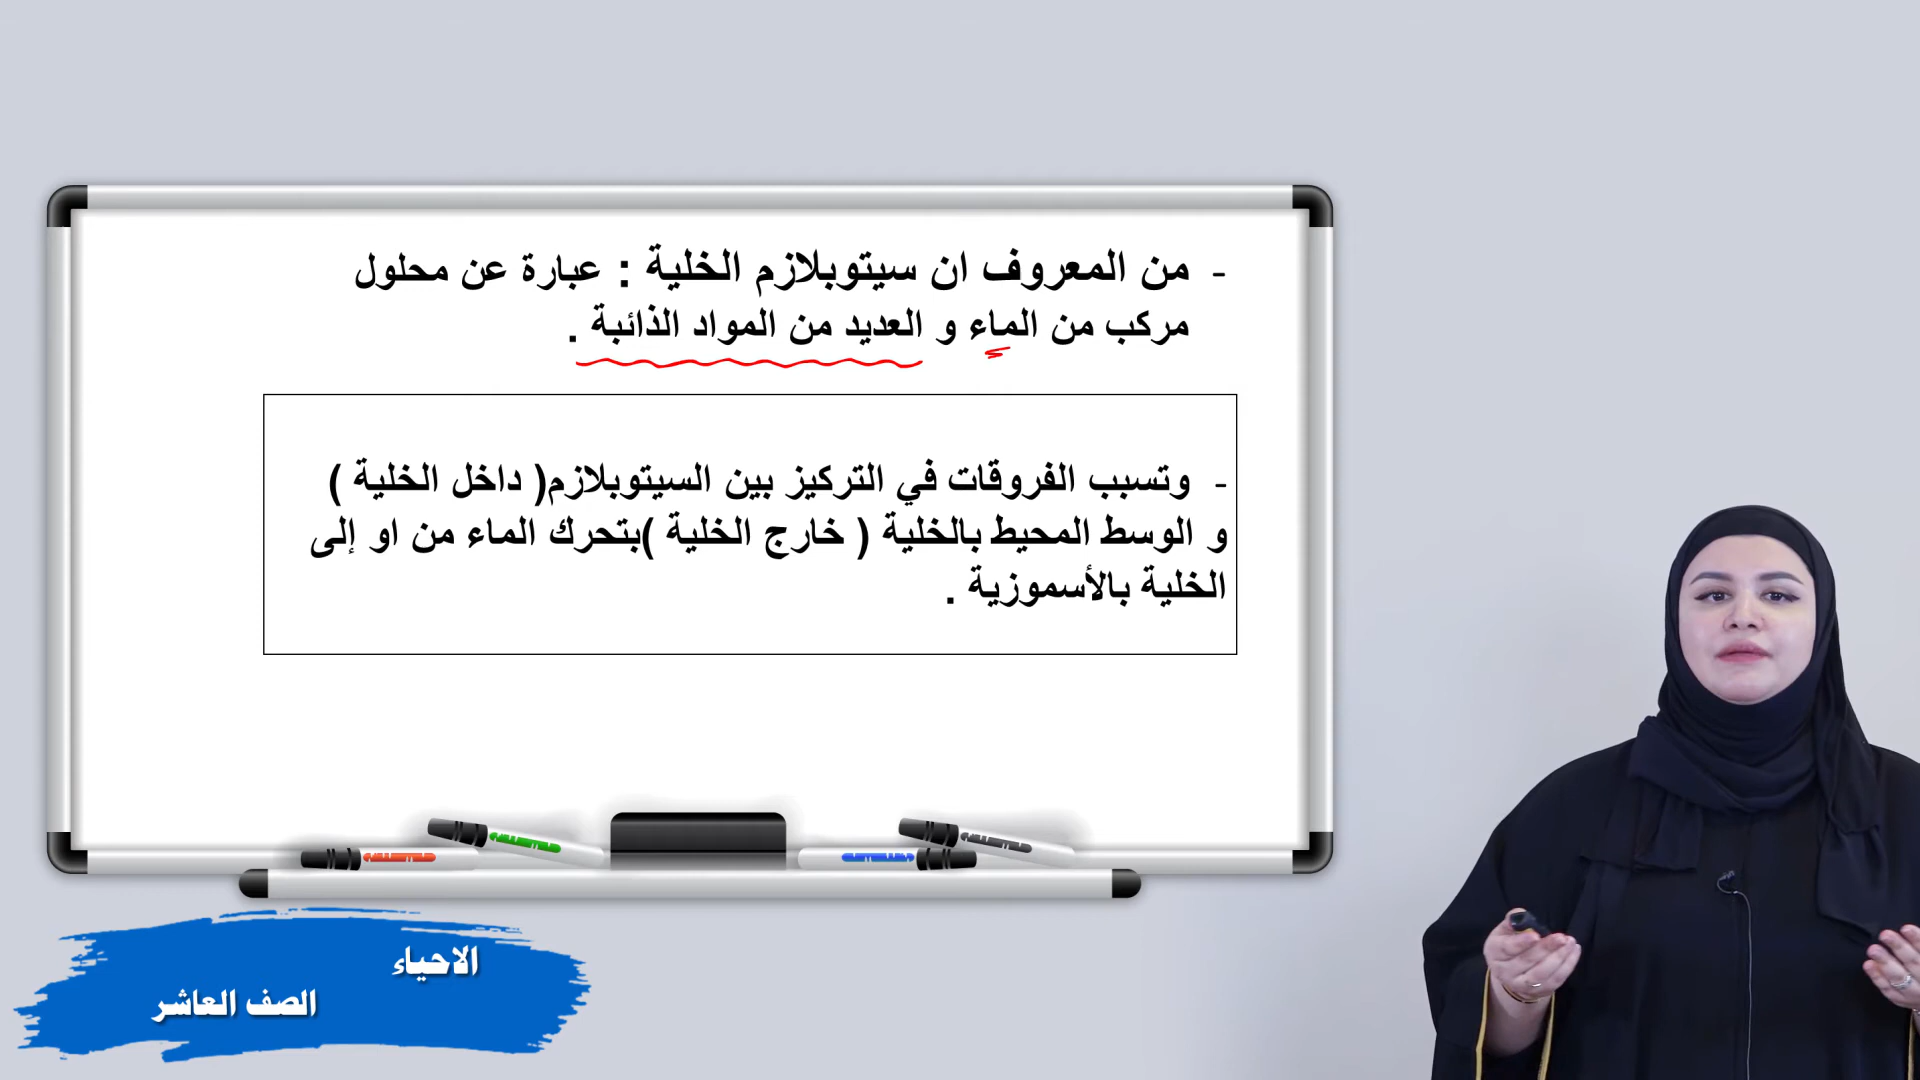 - من المعروف ان سيتوبلازم الخلية : عبارة عن محلول
مركب من الماء و العديد من المواد الذائبة .
- وتسبب الفروقات في التركيز بين السيتوبلازم( داخل الخلية )
و الوسط المحيط بالخلية ( خارج الخلية )بتحرك الماء من او إلى
الخلية بالأسموزية .
الاحياء
الصف العاشر